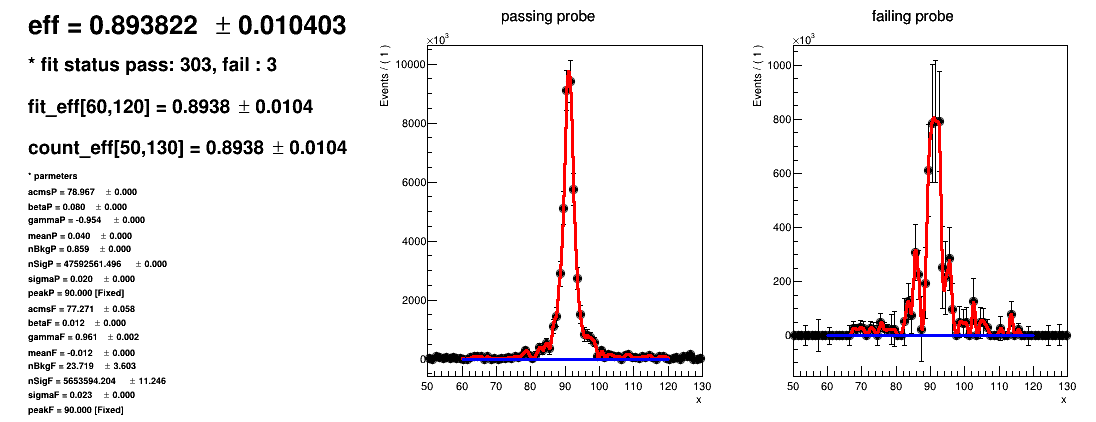 eff = 0.893822 ± 0.010403
* fit status pass: 303, fail : 3
fit_eff[60,120] = 0.8938 ± 0.0104
count_eff[50,130] = 0.8938 ± 0.0104
* parmeters
acmsP = 78.967 ± 0.000
betaP = 0.080 ± 0.000
gammaP = -0.954 ± 0.000
meanP = 0.040 ± 0.000
nBkgP = 0.859 ± 0.000
nSigP = 47592561.496 ± 0.000
sigmaP = 0.020 ± 0.000
peakP = 90.000 [Fixed]
acmsF = 77.271 ± 0.058
betaF = 0.012 ± 0.000
gammaF = 0.961 ± 0.002
meanF = -0.012 ± 0.000
nBkgF = 23.719 ± 3.603
nSigF = 5653594.204 ± 11.246
sigmaF = 0.023 ± 0.000
peakF = 90.000 [Fixed]
passing probe
×10³
Events / ( 1 )
10000
8000
6000
4000
2000
0
50 60 70 80 90 100 110 120 130
x
failing probe
×10³
Events / ( 1 )
1000
800
600
400
200
0
50 60 70 80 90 100 110 120 130
x